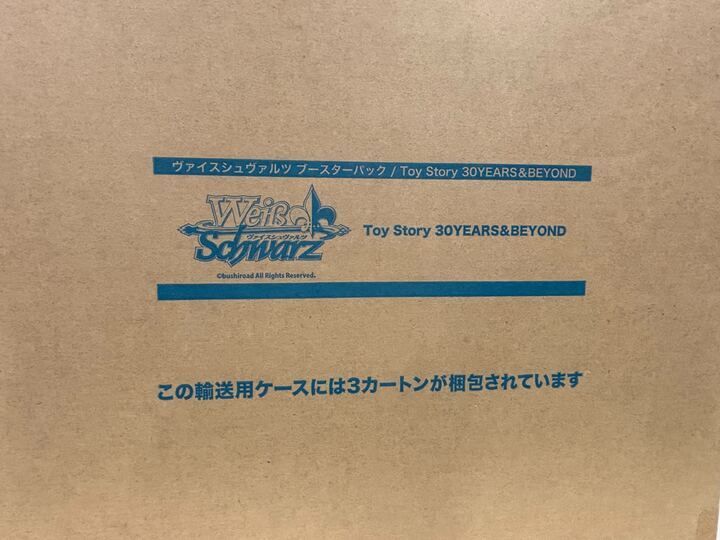 ヴァイスシュヴァルツ ブースターパック / Toy Story 30YEARS&BEYOND
Weiß
ヴァイスシュヴァルツ
Schwarz
Toy Story 30YEARS&BEYOND
©bushiroad All Rights Reserved.
この輸送用ケースには3カートンが梱包されています